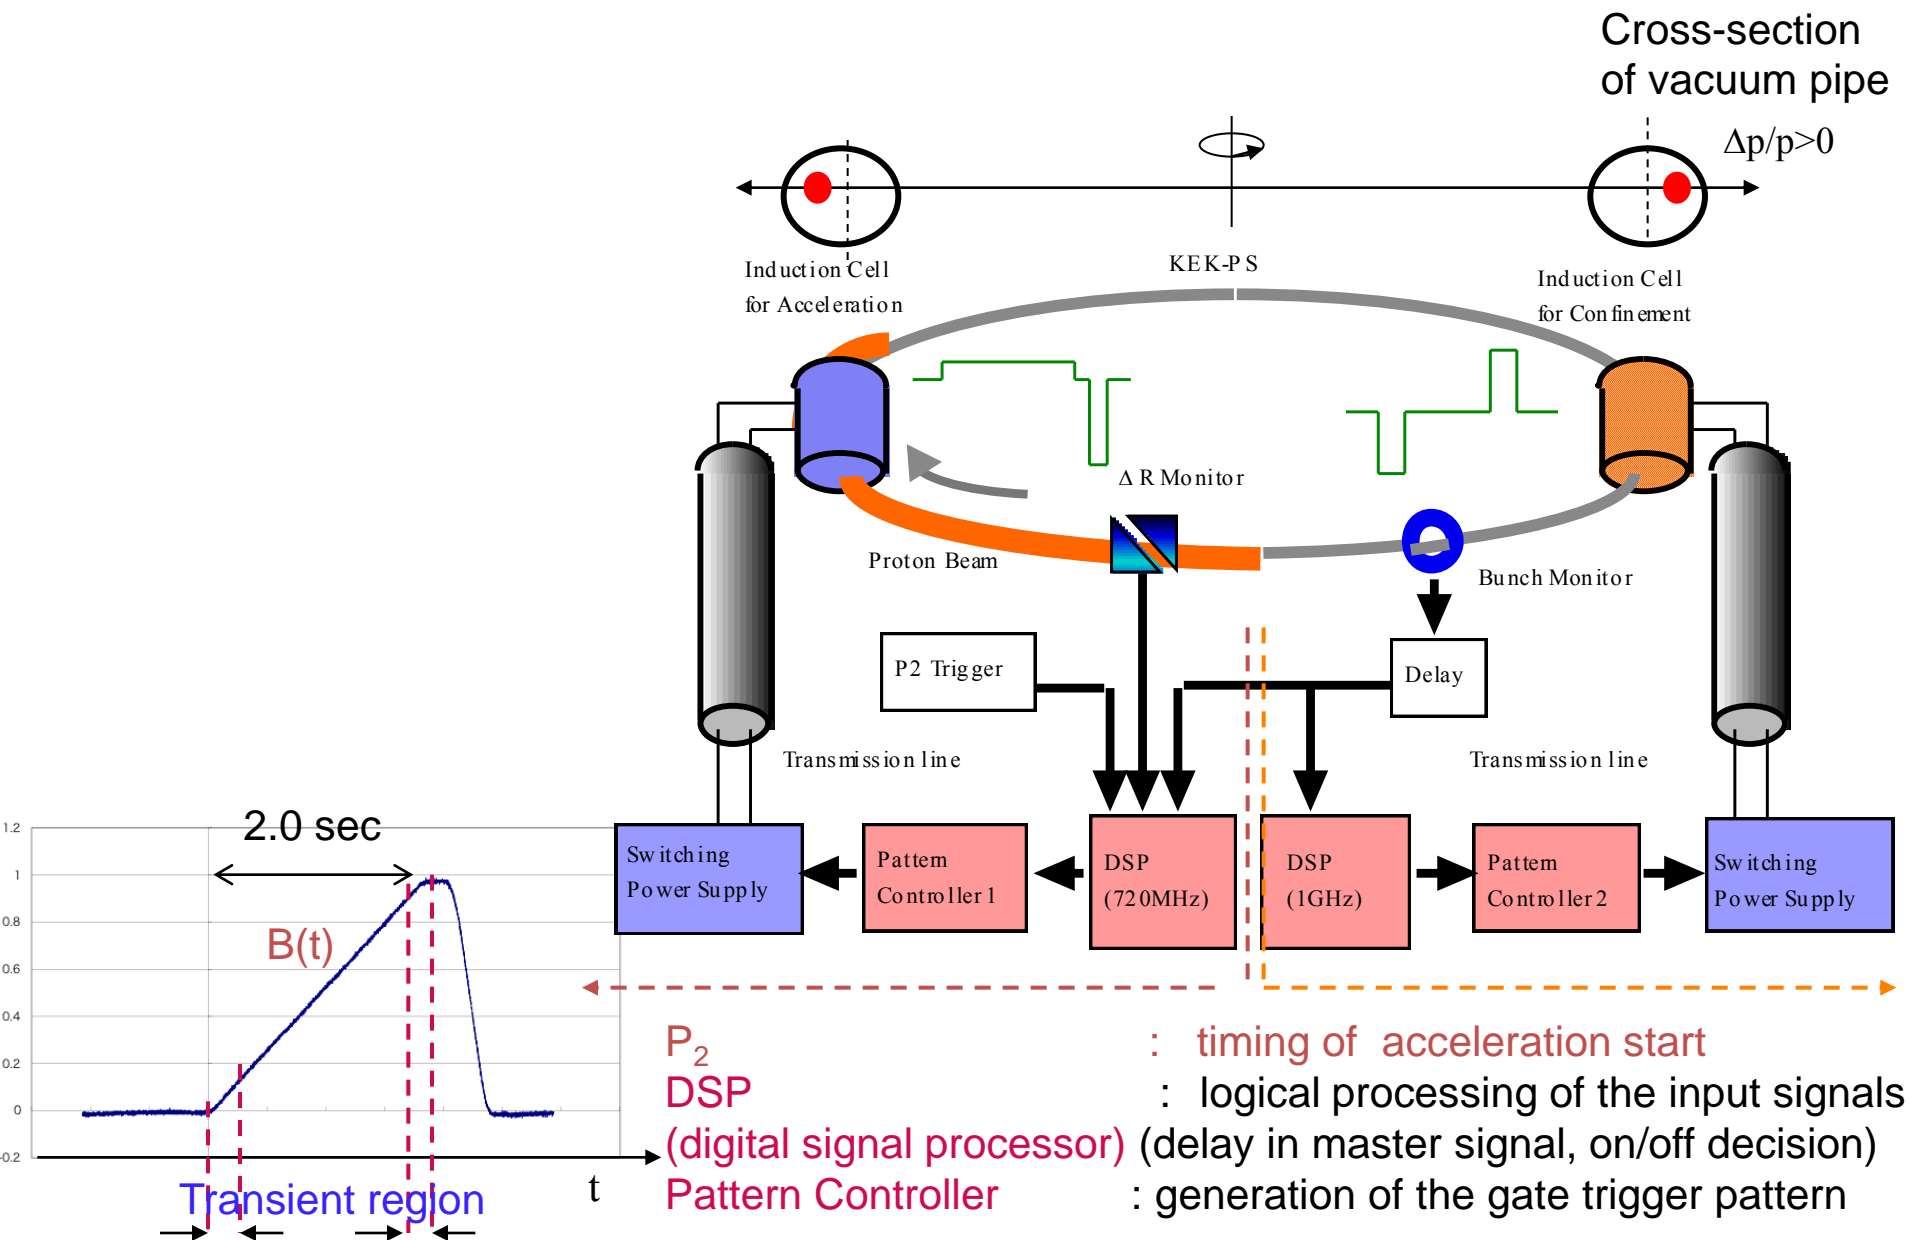 Cross-section
of vacuum pipe
Δp/p>0
Induction Cell
for Acceleration
KEK-PS
Induction Cell
for Confinement
Δ R Monitor
Proton Beam
Bunch Monitor
P2 Trigger
Delay
Transmission line
Transmission line
Switching
Power Supply
Pattern
Controller 1
DSP
(720MHz)
DSP
(1GHz)
Pattern
Controller 2
Switching
Power Supply
2.0 sec
1.2
1
0.8
0.6
0.4
0.2
0
-0.2
B(t)
Transient region
t
P2 : timing of acceleration start
DSP : logical processing of the input signals
(digital signal processor) (delay in master signal, on/off decision)
Pattern Controller : generation of the gate trigger pattern